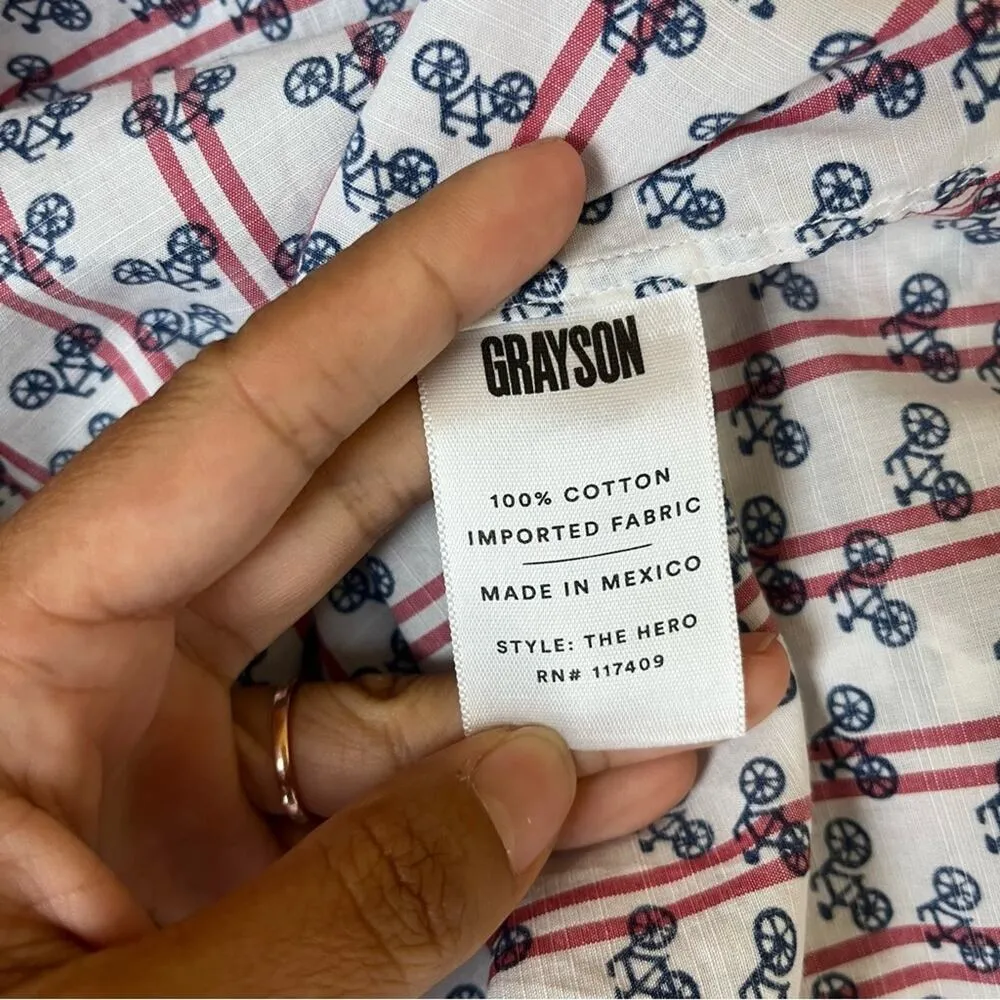 GRAYSON
100% COTTON
IMPORTED FABRIC
MADE IN MEXICO
STYLE: THE HERO
RN# 117409